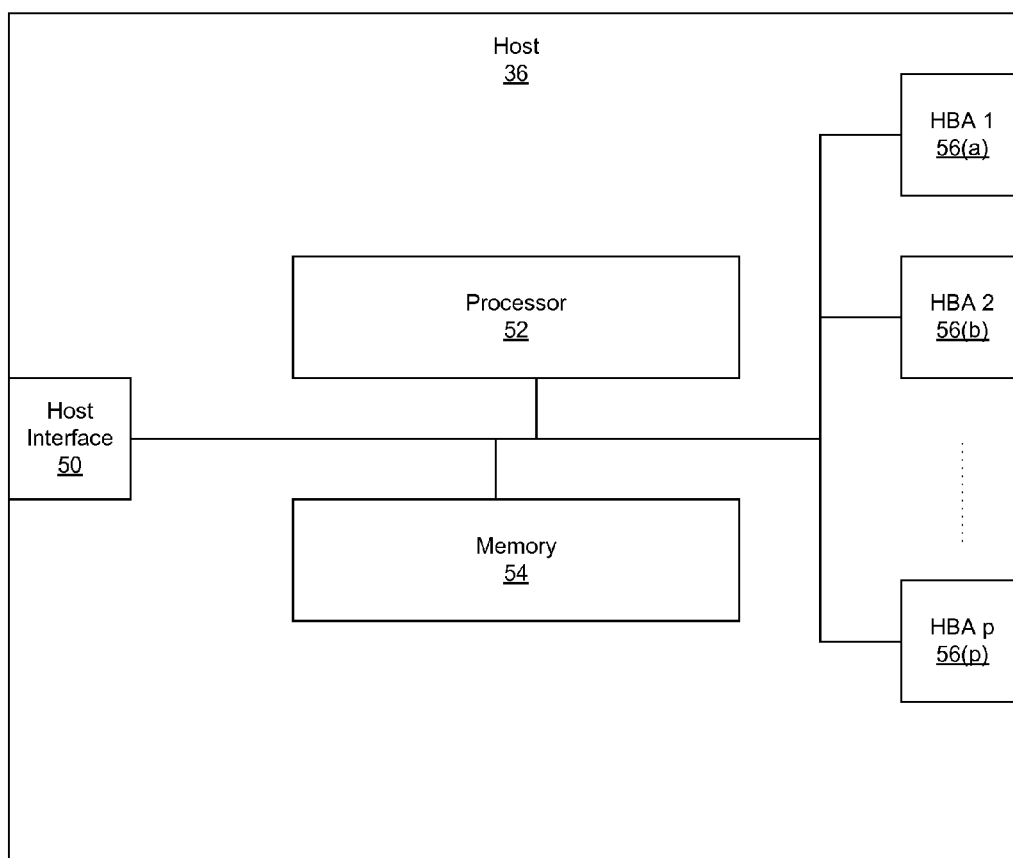 Host
36
HBA 1
56(a)
Processor
52
HBA 2
56(b)
Host
Interface
50
Memory
54
HBA p
56(p)